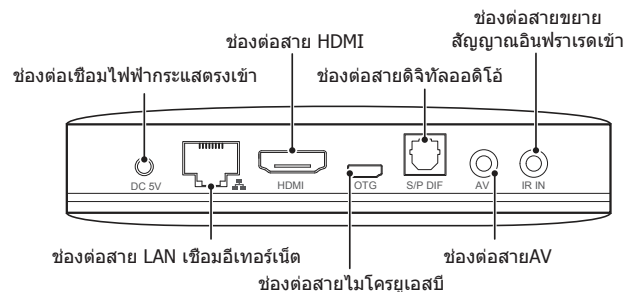 ช่องต่อสายขยาย
สัญญาณอินฟราเรดเข้า
ช่องต่อสาย HDMI
ช่องต่อเชื่อมไฟฟ้ากระแสตรงเข้า
ช่องต่อสายดิจิทัลออดิโอ้
DC 5V
HDMI
OTG
S/P DIF
AV
IR IN
ช่องต่อสาย LAN เชื่อมอีเทอร์เน็ต
ช่องต่อสายAV
ช่องต่อสายไมโครยูเอสบี